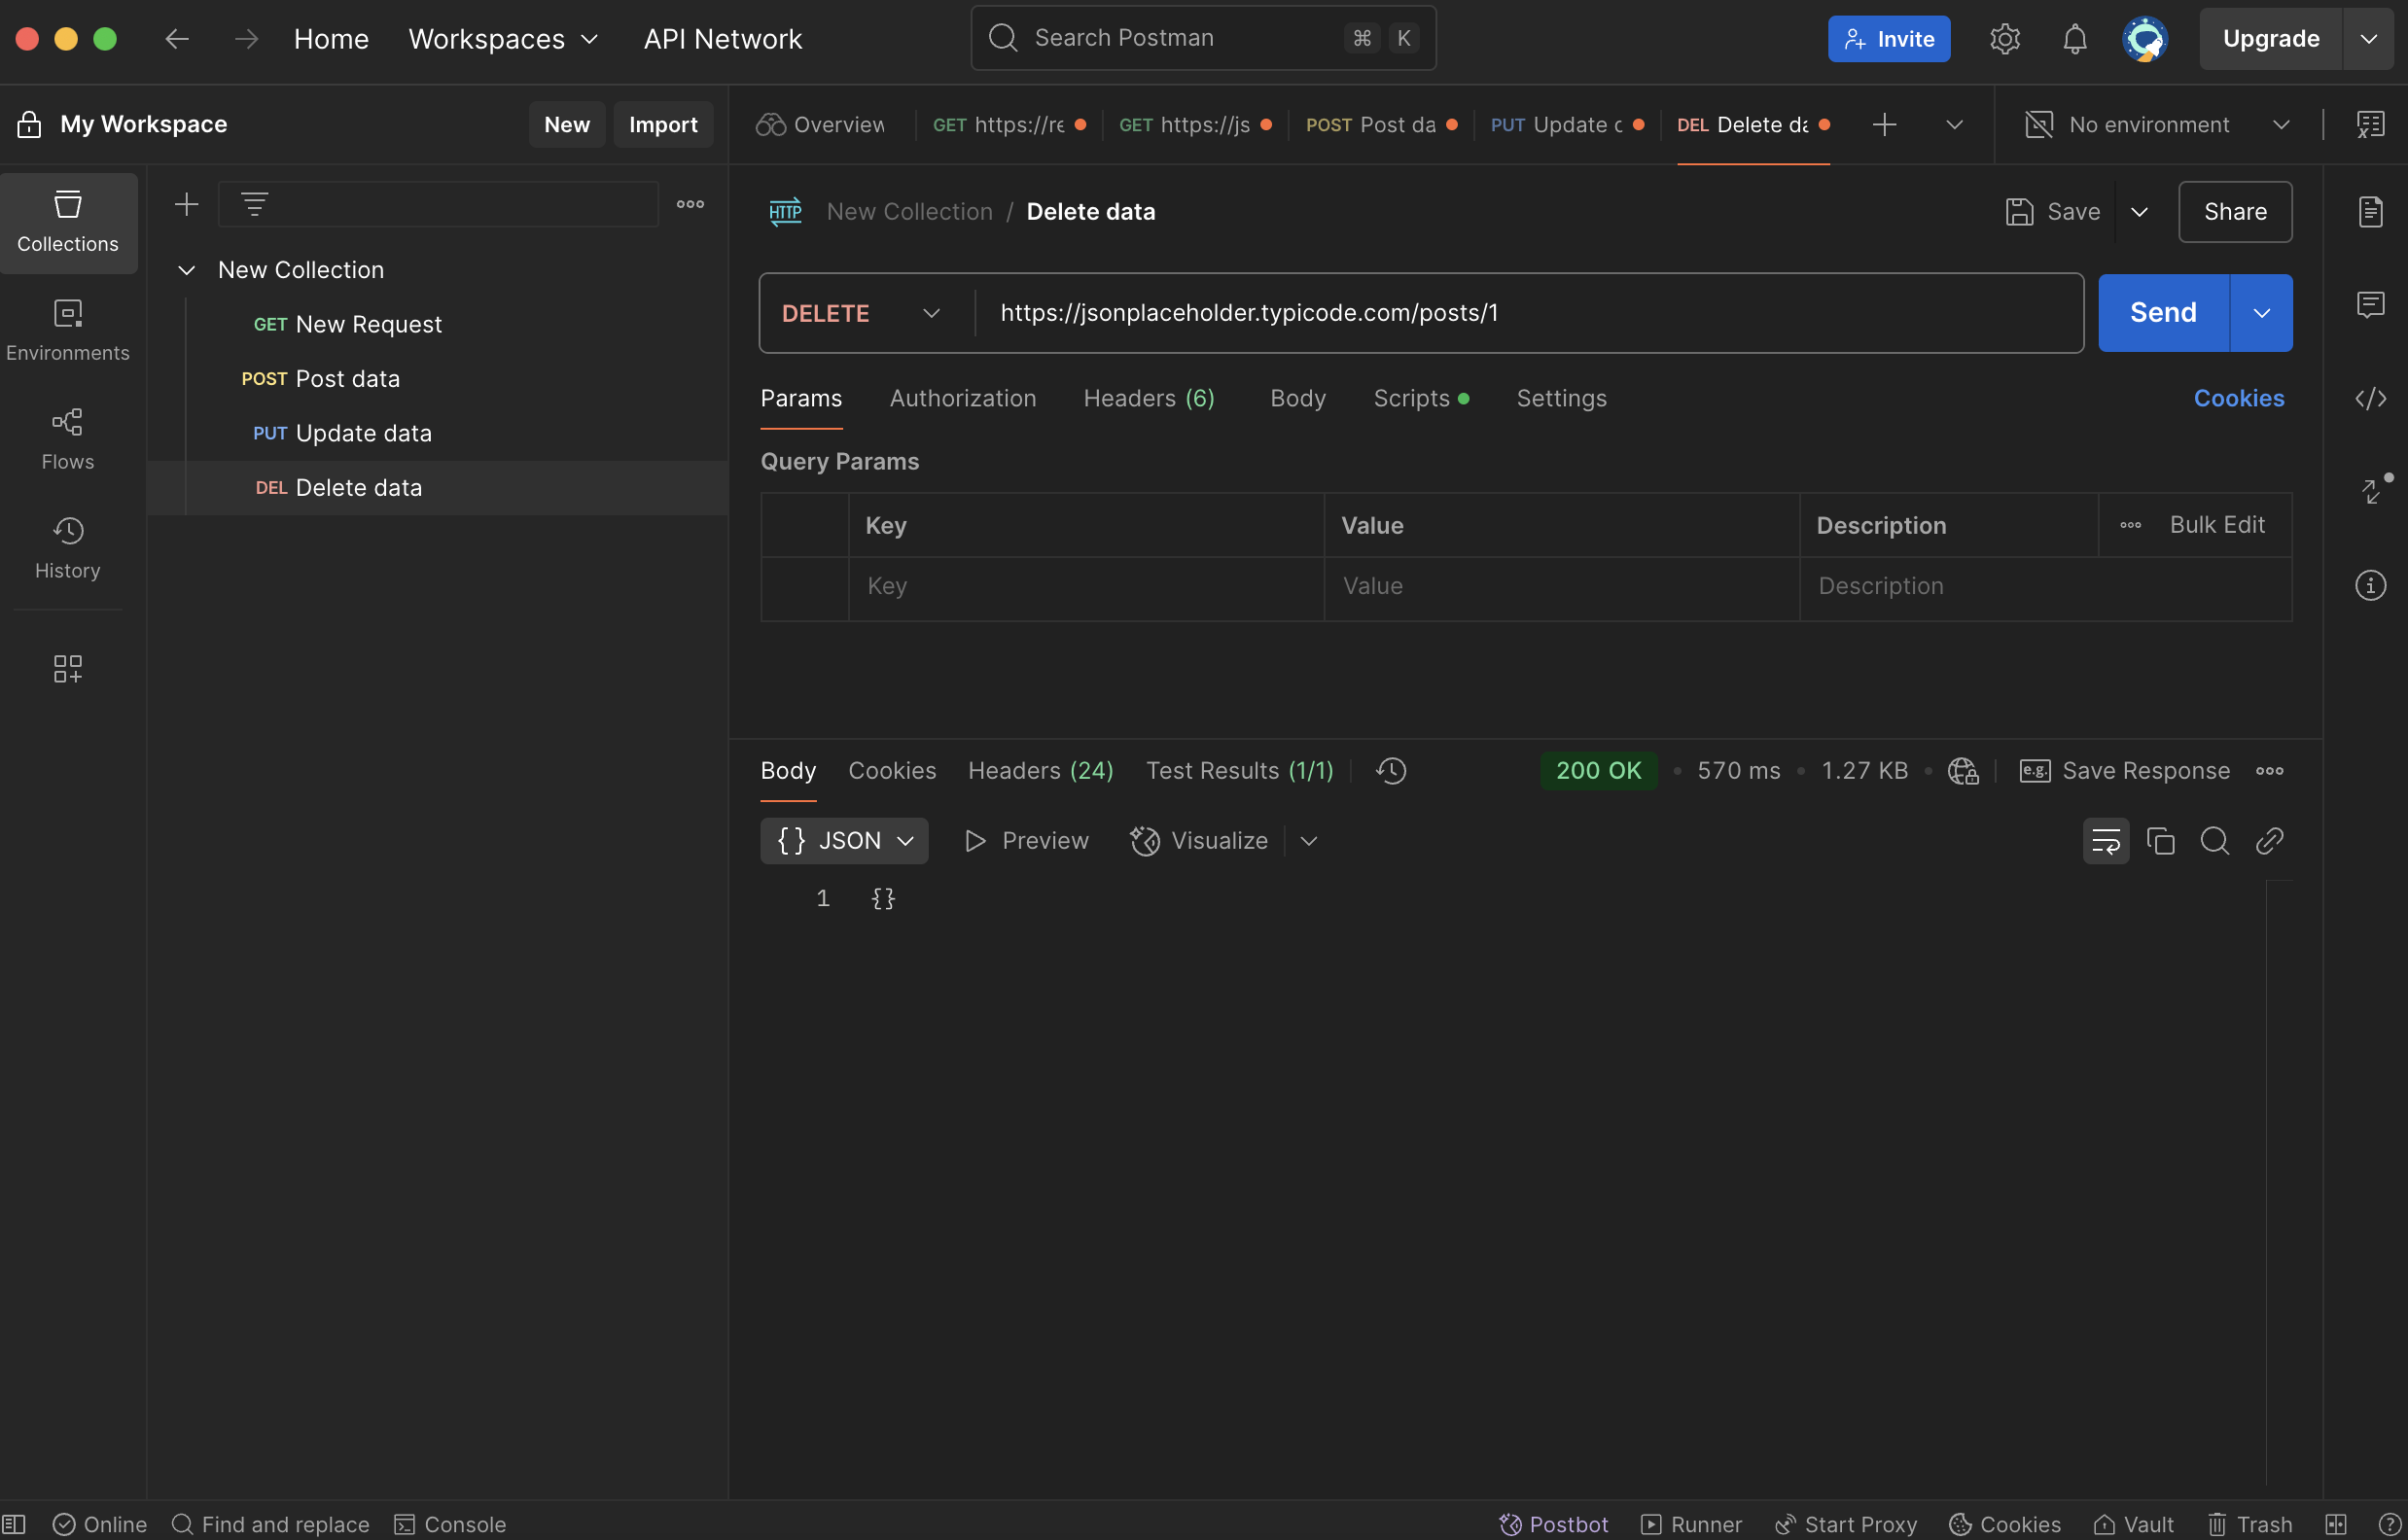 Home Workspaces API Network Search Postman ⌘ K Invite Upgrade
My Workspace New Import
Overview GET https://re GET https://js POST Post da PUT Update DEL Delete da No environment
Collections
Environments
Flows
History
New Collection
GET New Request
POST Post data
PUT Update data
DEL Delete data
HTTP New Collection / Delete data Save Share
DELETE https://jsonplaceholder.typicode.com/posts/1 Send
Params Authorization Headers (6) Body Scripts Settings Cookies
Query Params
Key Value Description Bulk Edit
Key Value Description
Body Cookies Headers (24) Test Results (1/1) 200 OK • 570 ms • 1.27 KB • e.g. Save Response
{} JSON Preview Visualize
1 {}
Online Find and replace Console Postbot Runner Start Proxy Cookies Vault Trash